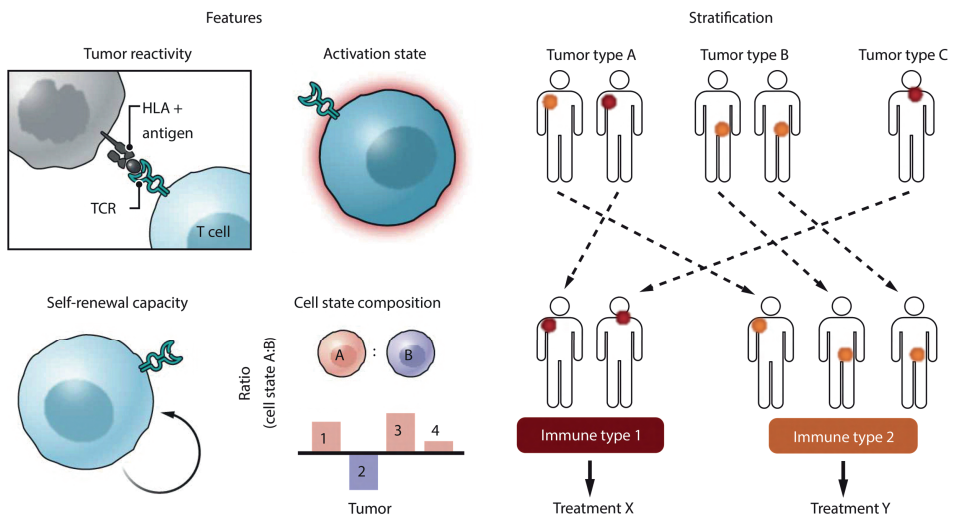 Features
Tumor reactivity
HLA +
antigen
TCR
T cell
Activation state
Self-renewal capacity
Cell state composition
A
:
B
Ratio
(cell state A:B)
1
2
3
4
Tumor
Stratification
Tumor type A
Tumor type B
Tumor type C
Immune type 1
Immune type 2
Treatment X
Treatment Y